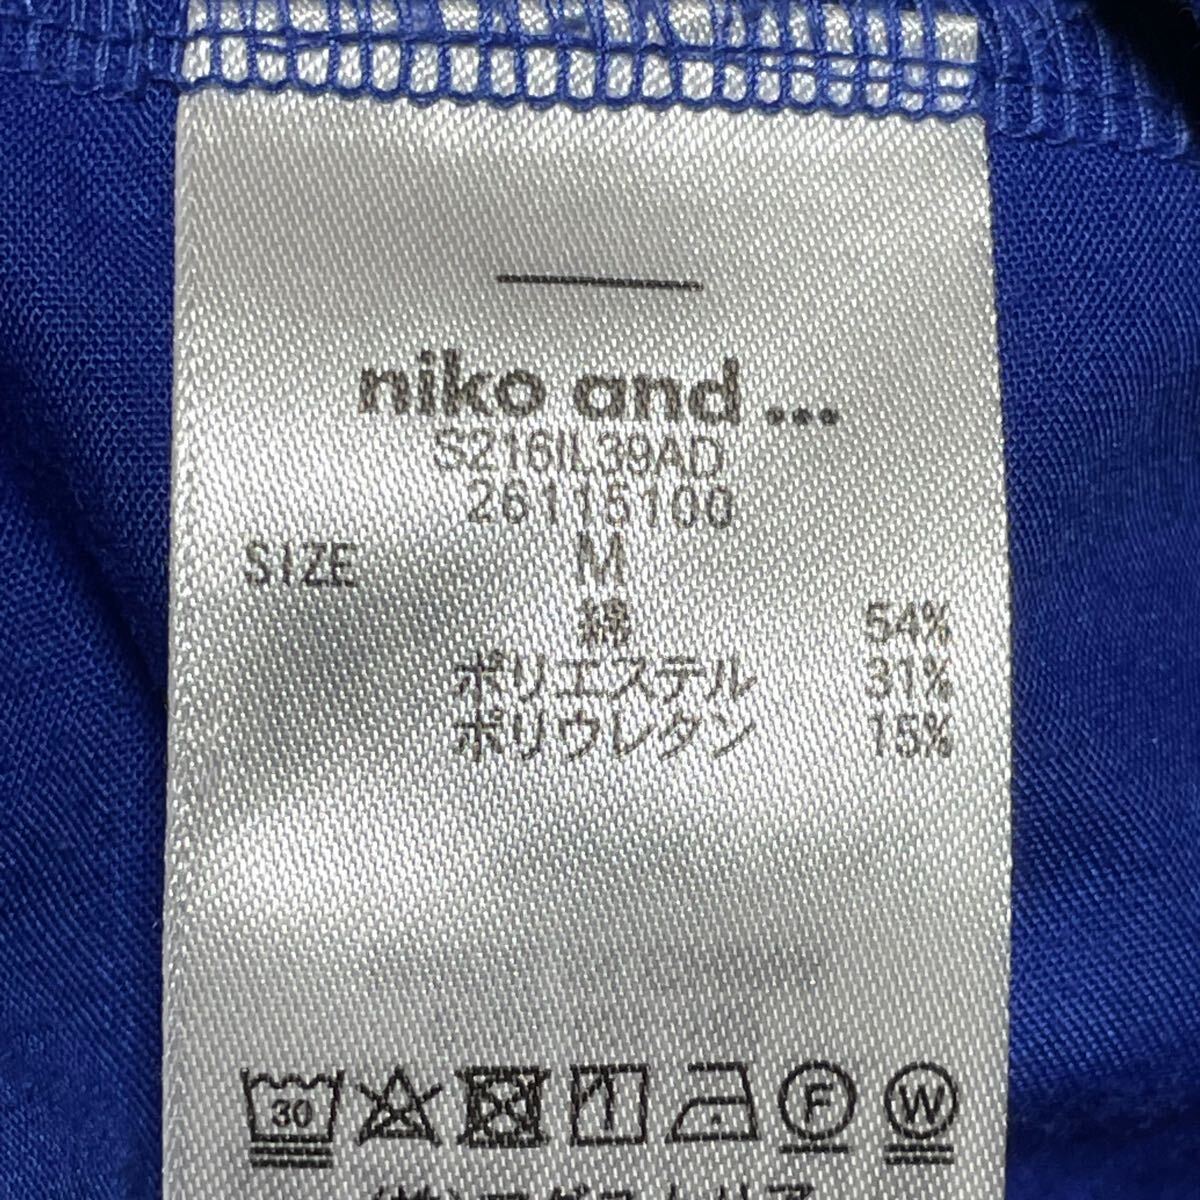 niko and ...
S216IL39AD
26115100
SIZE M
綿 54%
ポリエステル 31%
ポリウレタン 15%
30 F W